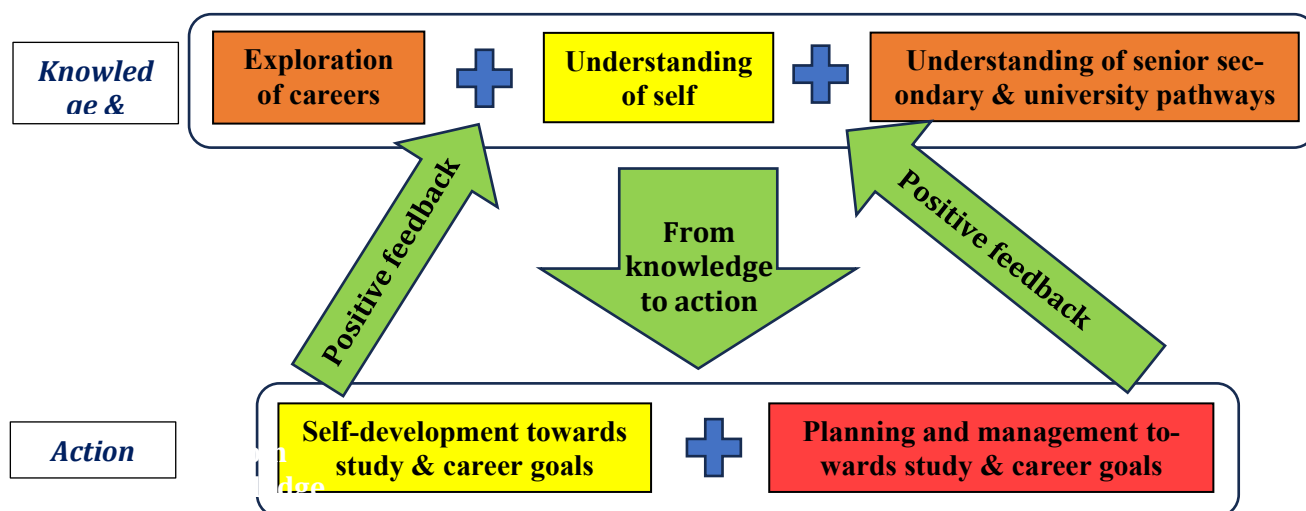 Knowled
ge &
Exploration
of careers
Understanding
of self
Understanding of senior sec-
ondary & university pathways
Positive feedback
From
knowledge
to action
Positive feedback
Action
Self-development towards
study & career goals
Planning and management to-
wards study & career goals